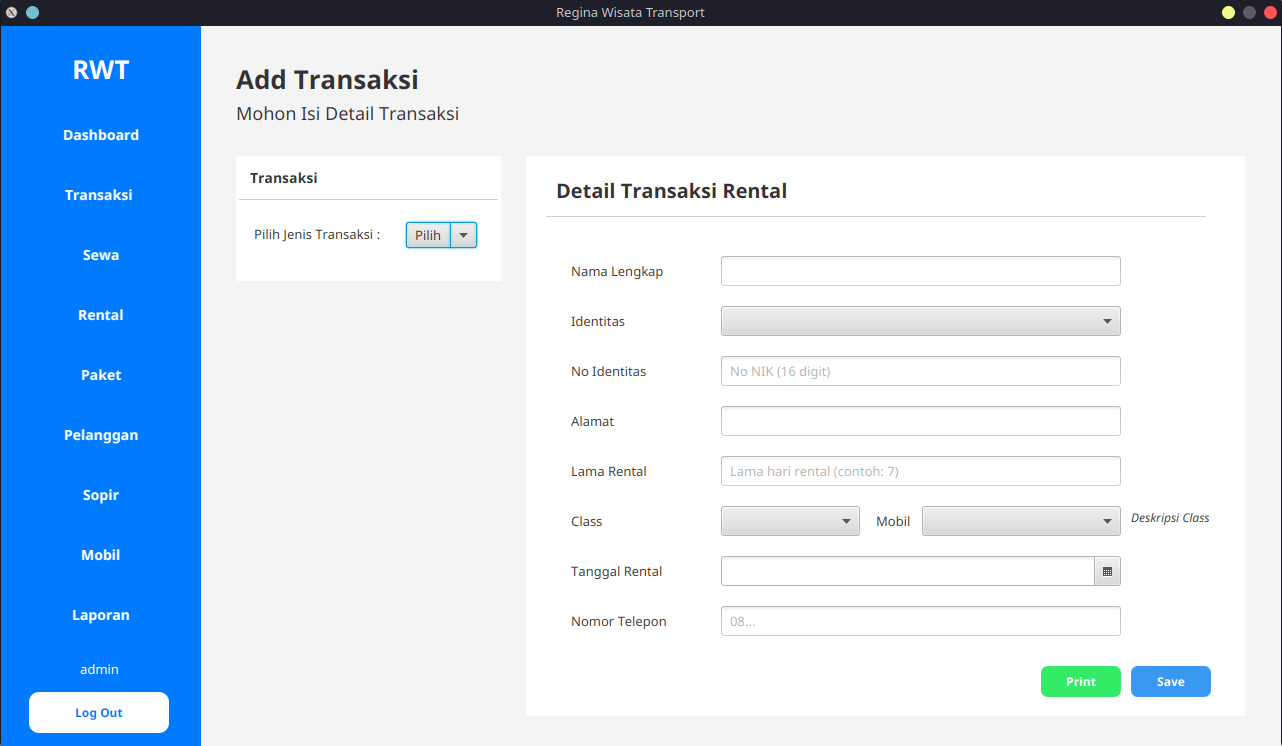 Regina Wisata Transport
RWT
Dashboard
Transaksi
Sewa
Rental
Paket
Pelanggan
Sopir
Mobil
Laporan
admin
Log Out
Add Transaksi
Mohon Isi Detail Transaksi
Transaksi
Pilih Jenis Transaksi : Pilih
Detail Transaksi Rental
Nama Lengkap
Identitas
No Identitas No NIK (16 digit)
Alamat
Lama Rental Lama hari rental (contoh: 7)
Class Mobil Deskripsi Class
Tanggal Rental
Nomor Telepon 08...
Print Save